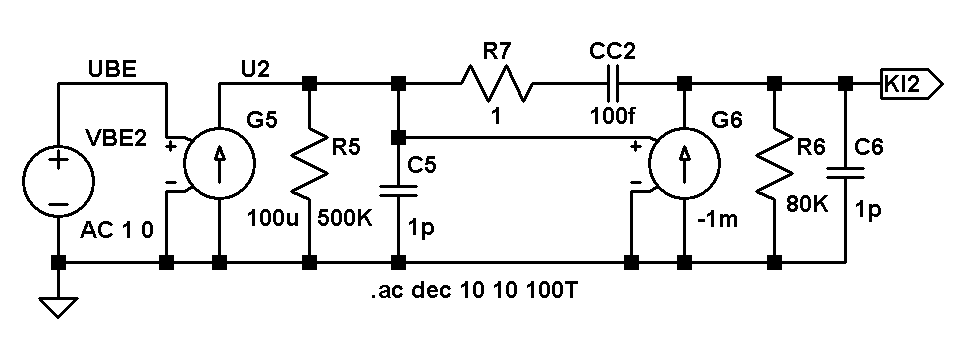 R7
CC2
UBE
U2
KI2
1
100f
G5
G6
VBE2
+
-
+
-
R5
C5
+
-
R6
C6
100u
500K
1p
-1m
80K
1p
AC 1 0
.ac dec 10 10 100T